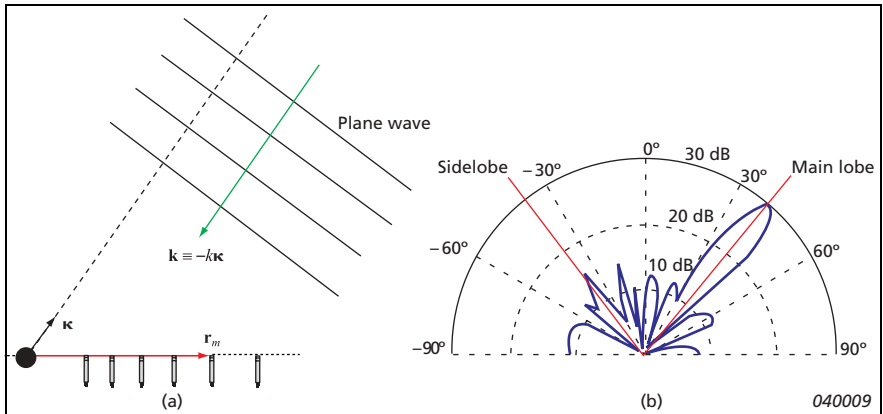 Plane wave
k ≡ –kκ
κ
r_m
(a)
Sidelobe
–30°
0°
30 dB
30°
Main lobe
–60°
20 dB
60°
10 dB
–90°
90°
(b)
040009